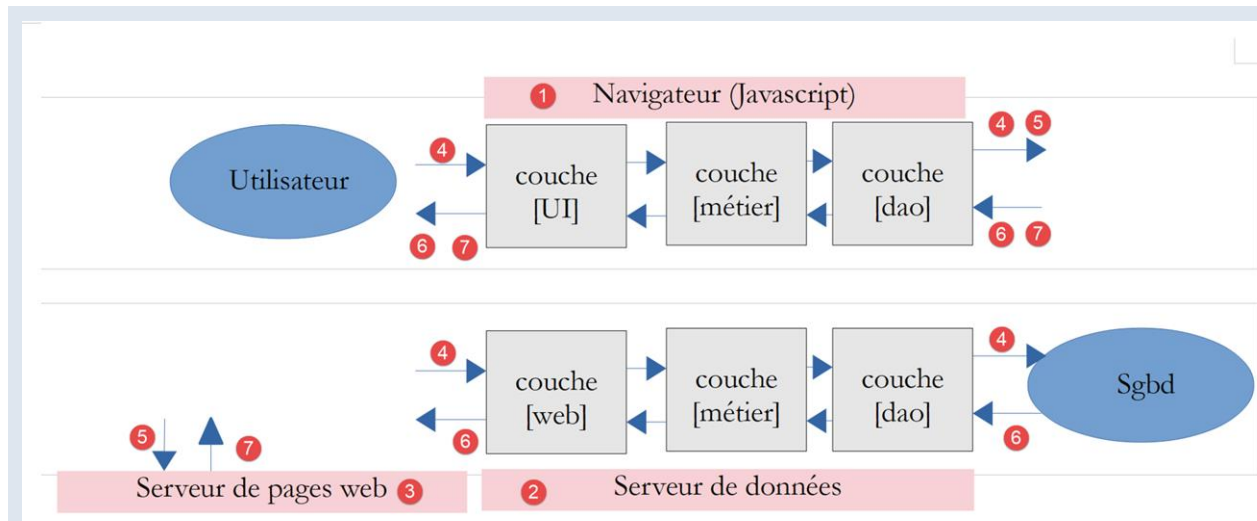 1 Navigateur (Javascript)
4 4 5
Utilisateur
couche
[UI]
couche
[métier]
couche
[dao]
6 7 6 7
4 4
couche
[web]
couche
[métier]
couche
[dao]
Sgbd
6 6
5 7
Serveur de pages web 3
2 Serveur de données